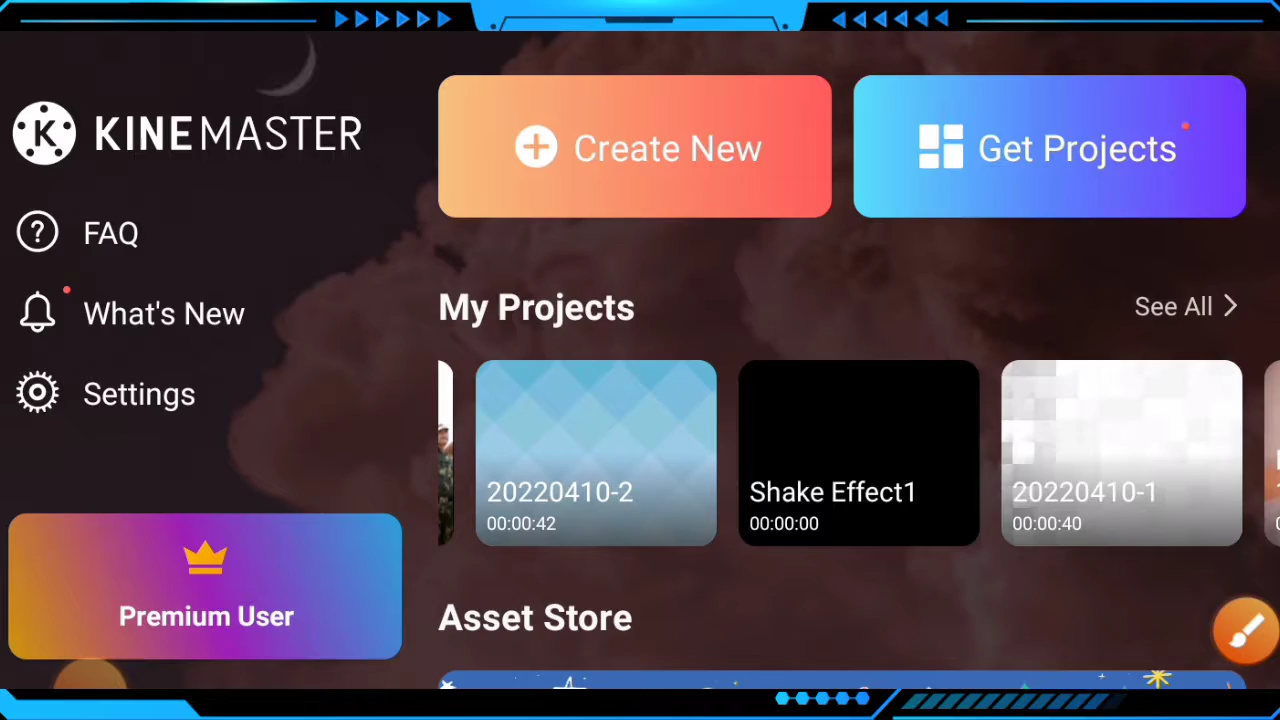 KINEMASTER
FAQ
What's New
Settings
Premium User
Create New
Get Projects
My Projects
See All
20220410-2
00:00:42
Shake Effect1
00:00:00
20220410-1
00:00:40
Asset Store